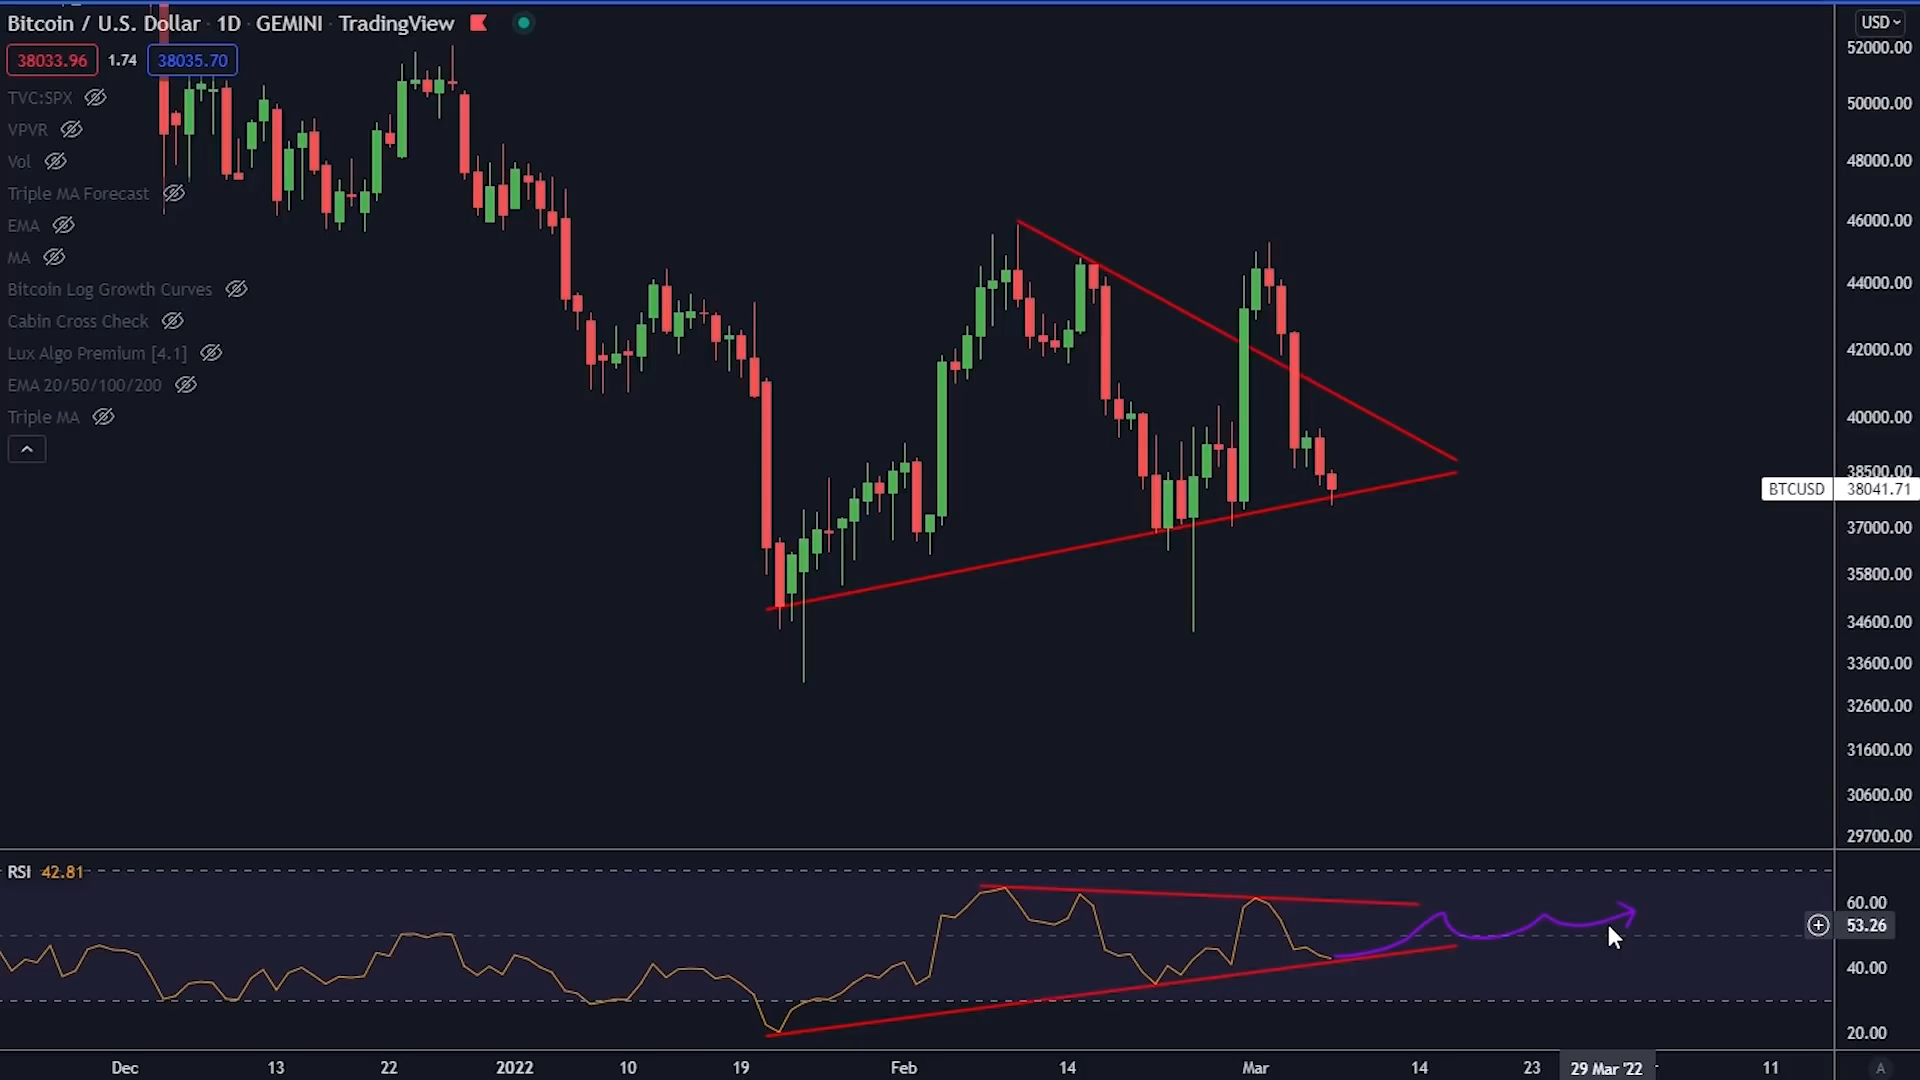 Bitcoin / U.S. Dollar · 1D · GEMINI · TradingView
38033.96 1.74 38035.70
TVC:SPX
VPVR
Vol
Triple MA Forecast
EMA
MA
Bitcoin Log Growth Curves
Cabin Cross Check
Lux Algo Premium [4.1]
EMA 20/50/100/200
Triple MA
USD
52000.00
50000.00
48000.00
46000.00
44000.00
42000.00
40000.00
38500.00
BTCUSD 38041.71
37000.00
35800.00
34600.00
33600.00
32600.00
31600.00
30600.00
29700.00
RSI 42.81
60.00
53.26
40.00
20.00
Dec 13 22 2022 10 19 Feb 14 Mar 14 23 29 Mar '22 11 A